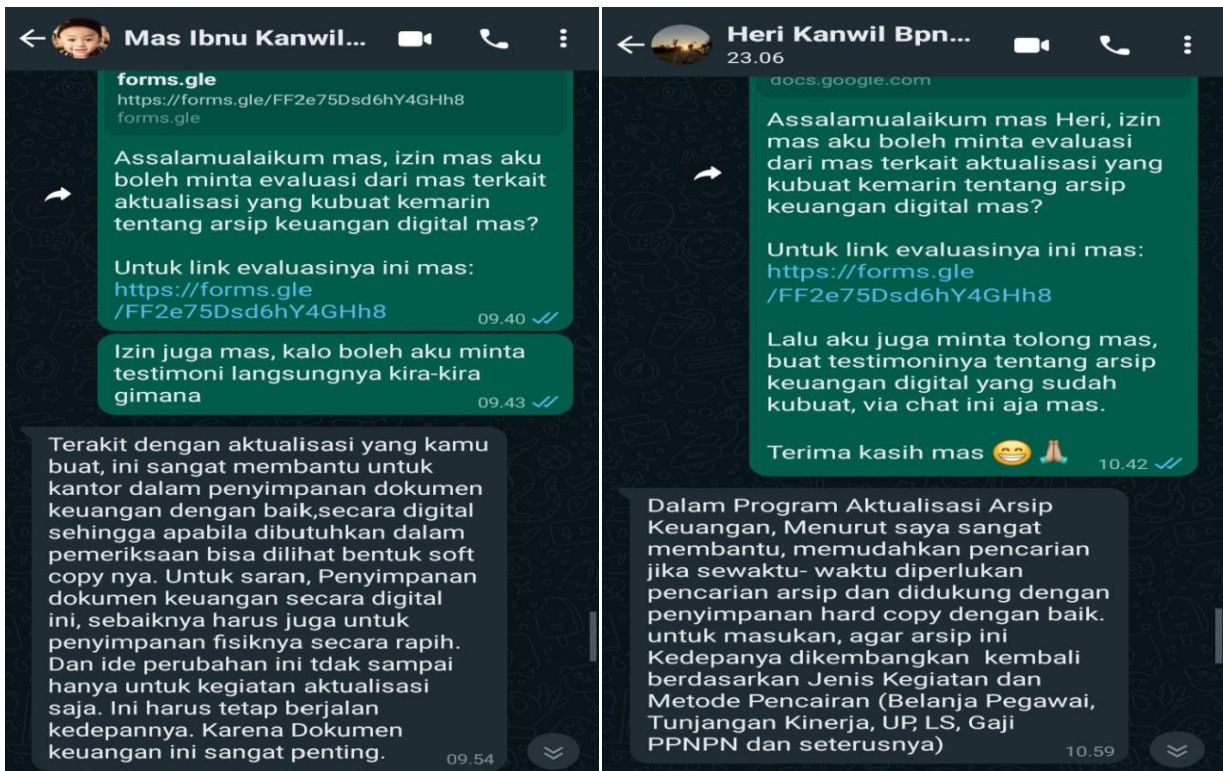 Mas Ibnu Kanwil...
forms.gle
https://forms.gle/FF2e75Dsd6hY4GHh8
forms.gle
Assalamualaikum mas, izin mas aku
boleh minta evaluasi dari mas terkait
aktualisasi yang kubuat kemarin
tentang arsip keuangan digital mas?
Untuk link evaluasinya ini mas:
https://forms.gle
/FF2e75Dsd6hY4GHh8
09.40
Izin juga mas, kalo boleh aku minta
testimoni langsungnya kira-kira
gimana
09.43
Terakit dengan aktualisasi yang kamu
buat, ini sangat membantu untuk
kantor dalam penyimpanan dokumen
keuangan dengan baik,secara digital
sehingga apabila dibutuhkan dalam
pemeriksaan bisa dilihat bentuk soft
copy nya. Untuk saran, Penyimpanan
dokumen keuangan secara digital
ini, sebaiknya harus juga untuk
penyimpanan fisiknya secara rapih.
Dan ide perubahan ini tdak sampai
hanya untuk kegiatan aktualisasi
saja. Ini harus tetap berjalan
kedepannya. Karena Dokumen
keuangan ini sangat penting.
09.54
Heri Kanwil Bpn...
23.06
docs.google.com
Assalamualaikum mas Heri, izin
mas aku boleh minta evaluasi
dari mas terkait aktualisasi yang
kubuat kemarin tentang arsip
keuangan digital mas?
Untuk link evaluasinya ini mas:
https://forms.gle
/FF2e75Dsd6hY4GHh8
Lalu aku juga minta tolong mas,
buat testimoninya tentang arsip
keuangan digital yang sudah
kubuat, via chat ini aja mas.
Terima kasih mas 😁🙏
10.42
Dalam Program Aktualisasi Arsip
Keuangan, Menurut saya sangat
membantu, memudahkan pencarian
jika sewaktu- waktu diperlukan
pencarian arsip dan didukung dengan
penyimpanan hard copy dengan baik.
untuk masukan, agar arsip ini
Kedepanya dikembangkan kembali
berdasarkan Jenis Kegiatan dan
Metode Pencairan (Belanja Pegawai,
Tunjangan Kinerja, UP, LS, Gaji
PPNPN dan seterusnya)
10.59